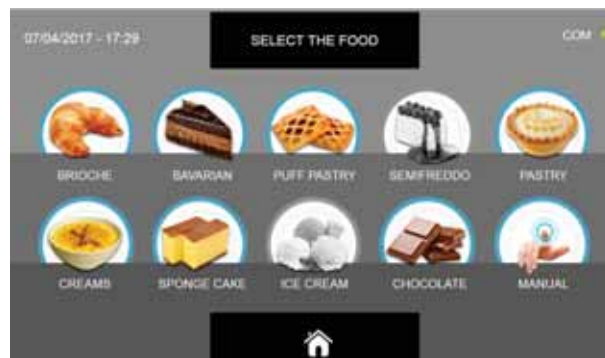 07/04/2017 - 17:29
SELECT THE FOOD
COM
BRIOCHE
BAVARIAN
PUFF PASTRY
SEMIFREDDO
PASTRY
CREAMS
SPONGE CAKE
ICE CREAM
CHOCOLATE
MANUAL